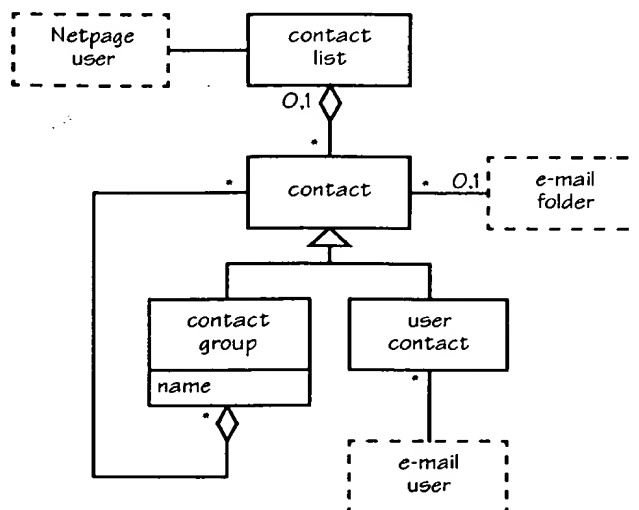 Netpage
user
contact
list
0,1
*
*
contact
*
0,1
e-mail
folder
contact
group
name
*
user
contact
*
e-mail
user